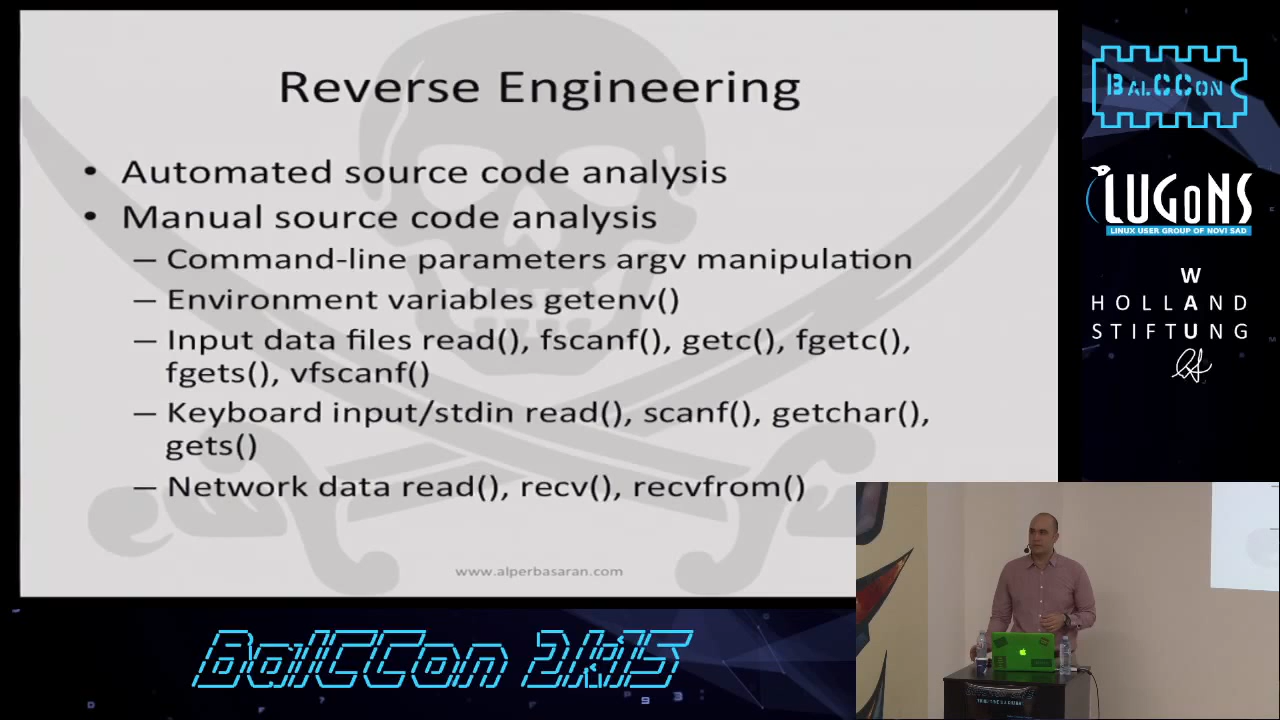 Reverse Engineering
• Automated source code analysis
• Manual source code analysis
– Command-line parameters argv manipulation
– Environment variables getenv()
– Input data files read(), fscanf(), getc(), fgetc(),
fgets(), vfscanf()
– Keyboard input/stdin read(), scanf(), getchar(),
gets()
– Network data read(), recv(), recvfrom()
www.alperbasaran.com
BALCCON
LUGONS
LINUX USER GROUP OF NOVI SAD
W
HOLLAND
STIFTUNG
BalCCon 2K15